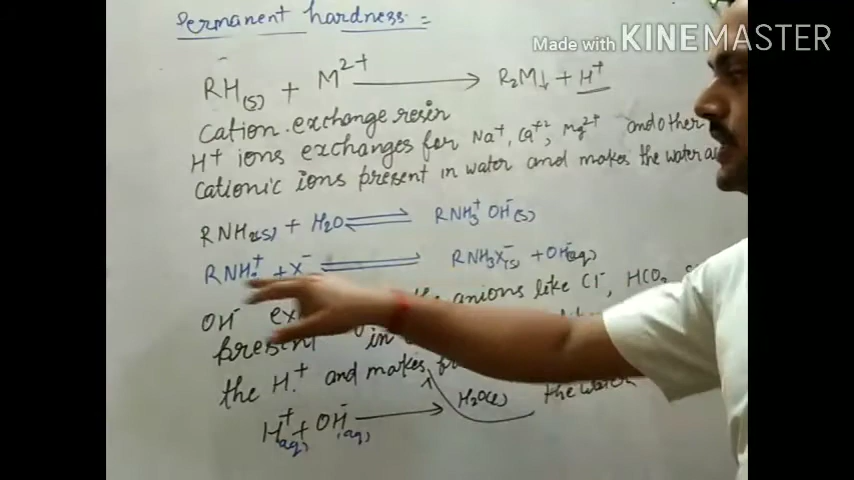 Permanent hardness =
Made with KINEMASTER
RH(s) + M2+ → R2M↓ + H+
Cation exchange resin
H+ ions exchanges for Na+, Ca+2, Mg2+ and other
cationic ions present in water and makes the water
RNH2(s) + H2O ⇌ RNH3+ OH-(s)
RNH3+ + X- ⇌ RNH3X-(s) + OH-(aq)
OH- anions like Cl-, HCO3
present in
the H+ and makes the water
H+(aq) + OH-(aq) → H2O(l)